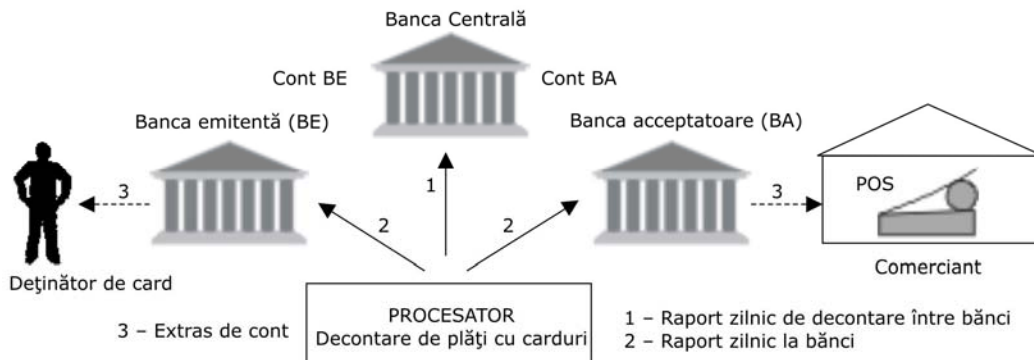 Banca Centrală
Cont BE
Cont BA
Banca emitentă (BE)
Banca acceptatoare (BA)
3
1
2
2
3
POS
Deţinător de card
Comerciant
PROCESATOR
Decontare de plăţi cu carduri
3 – Extras de cont
1 – Raport zilnic de decontare între bănci
2 – Raport zilnic la bănci